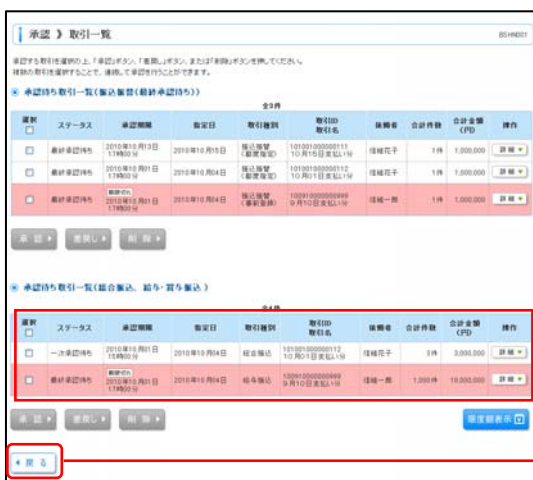 承認 》 取引一覧
BSHN001
承認する取引を選択の上、「承認」ボタン、「差戻し」ボタン、または「削除」ボタンを押してください。
複数の取引を選択することで、連続して承認を行うことができます。
承認待ち取引一覧(振込振替(最終承認待ち))
全3件
選択 ステータス 承認期限 指定日 取引種別 取引ID 取引名 依頼者 合計件数 合計金額(円) 操作
最終承認待ち 2010年10月13日 17時00分 2010年10月15日 振込振替(都度指定) 101001000000111 10月15日支払い分 信組花子 1件 1,000,000 詳細
最終承認待ち 2010年10月01日 17時00分 2010年10月04日 振込振替(都度指定) 101001000000112 10月01日支払い分 信組花子 1件 1,000,000 詳細
最終承認待ち 期限切れ 2010年10月01日 17時00分 2010年10月04日 振込振替(事前登録) 100910000000999 9月10日支払い分 信組一郎 1件 1,000,000 詳細
承認 差戻し 削除
承認待ち取引一覧(総合振込、給与・賞与振込)
全4件
選択 ステータス 承認期限 指定日 取引種別 取引ID 取引名 依頼者 合計件数 合計金額(円) 操作
一次承認待ち 2010年10月01日 15時00分 2010年10月04日 総合振込 101001000000112 10月01日支払い分 信組花子 3件 3,000,000 詳細
最終承認待ち 期限切れ 2010年10月01日 17時00分 2010年10月04日 給与振込 100910000000999 9月10日支払い分 信組一郎 1,000件 10,000,000 詳細
承認 差戻し 削除
限度額表示
戻る